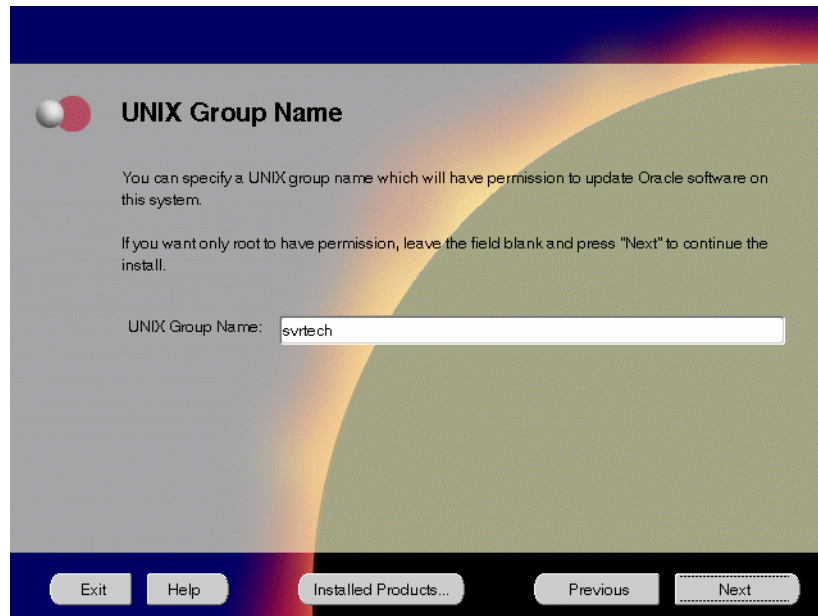 UNIX Group Name
You can specify a UNIX group name which will have permission to update Oracle software on
this system.
If you want only root to have permission, leave the field blank and press "Next" to continue the
install.
UNIX Group Name: svrtech
Exit Help Installed Products... Previous Next